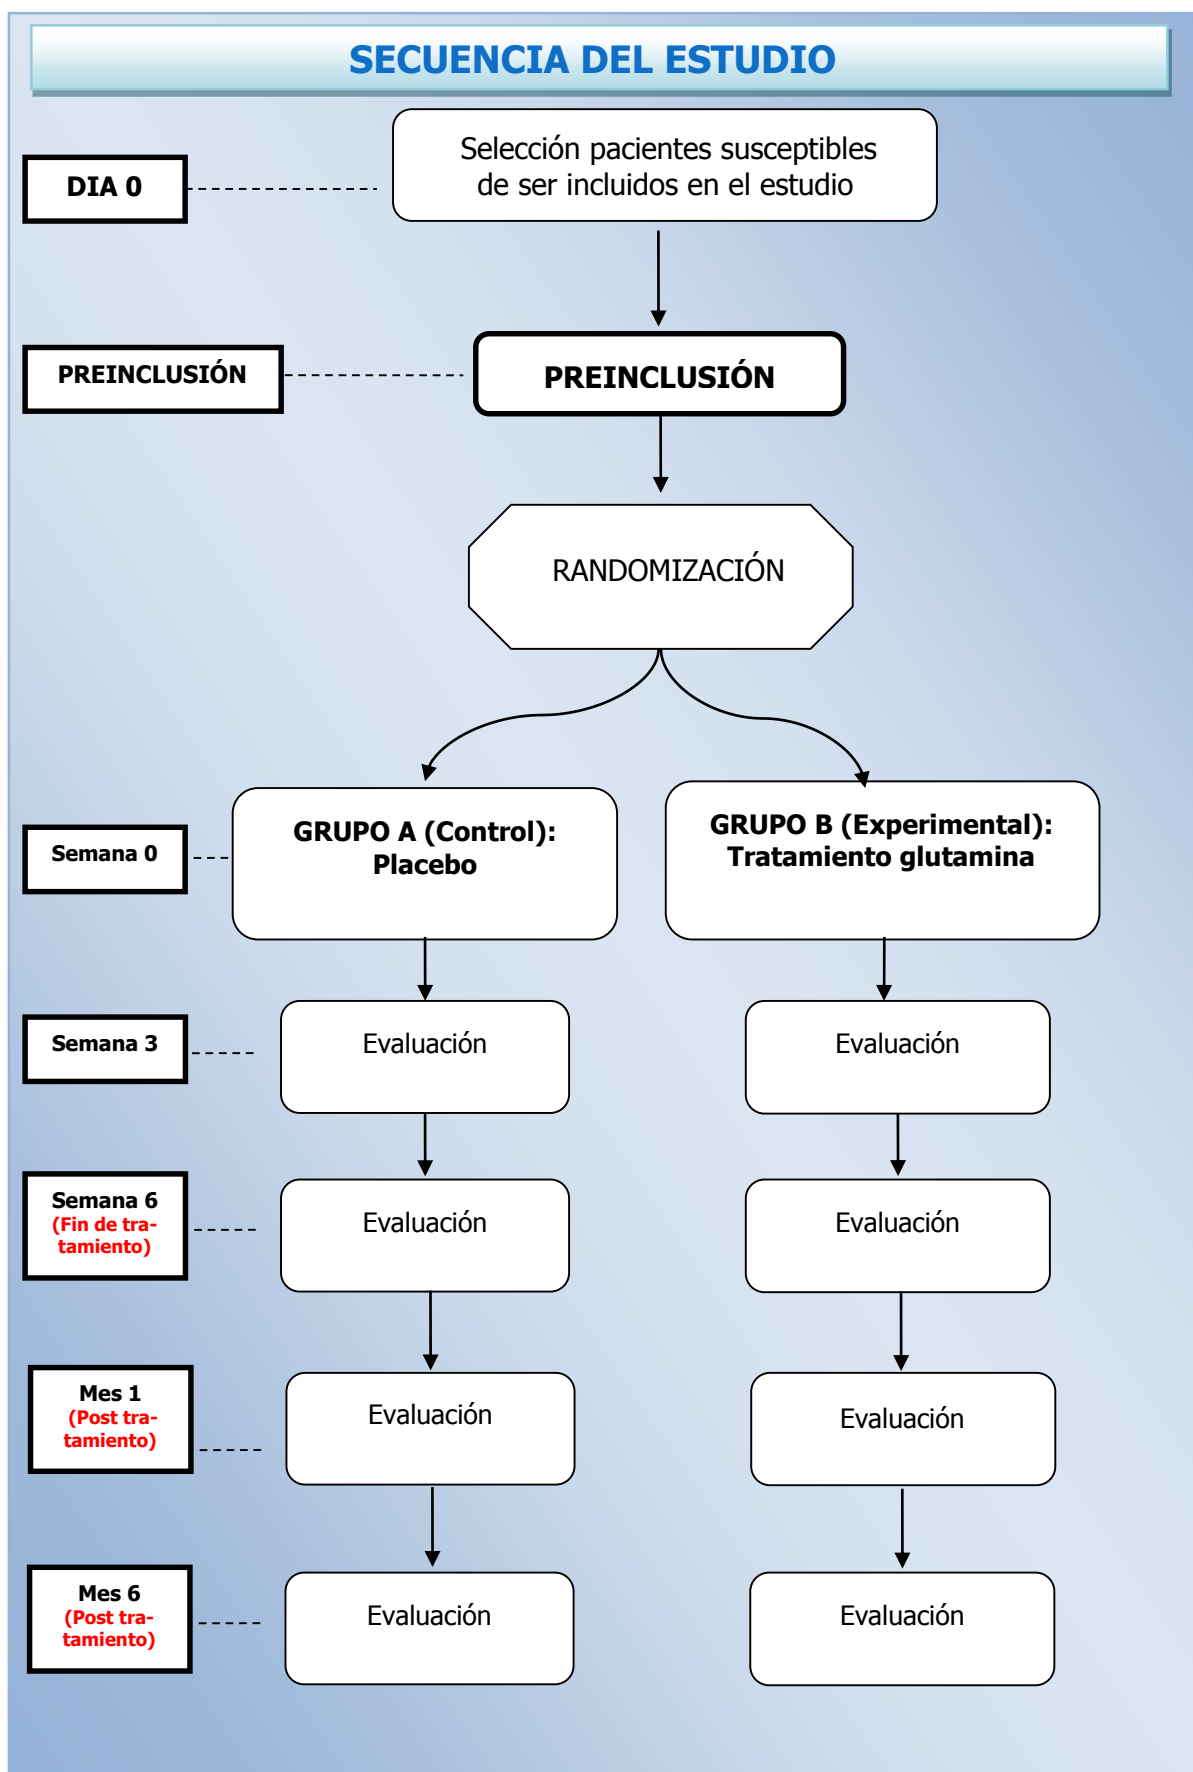 SECUENCIA DEL ESTUDIO
Selección pacientes susceptibles
de ser incluidos en el estudio
DIA 0
PREINCLUSIÓN
PREINCLUSIÓN
RANDOMIZACIÓN
GRUPO A (Control):
Placebo
GRUPO B (Experimental):
Tratamiento glutamina
Semana 0
Semana 3
Evaluación
Evaluación
Semana 6
(Fin de tra-
tamiento)
Evaluación
Evaluación
Mes 1
(Post tra-
tamiento)
Evaluación
Evaluación
Mes 6
(Post tra-
tamiento)
Evaluación
Evaluación